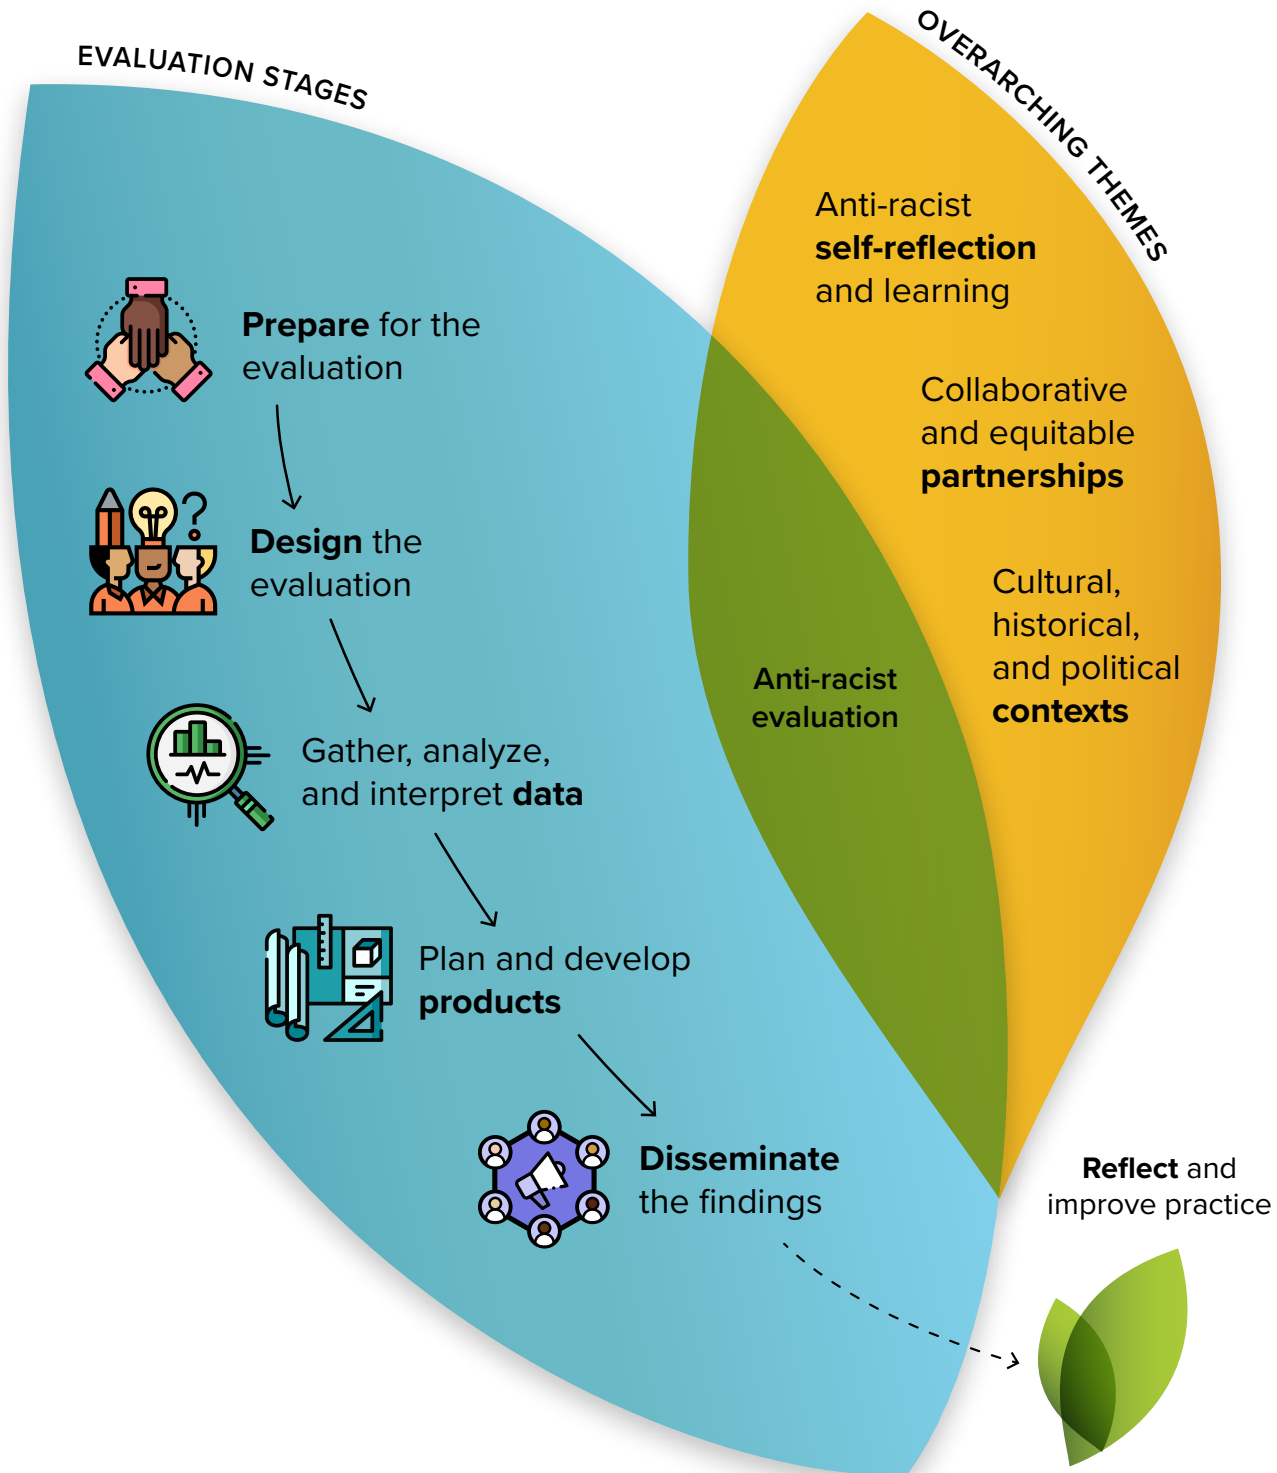 EVALUATION STAGES
Prepare for the
evaluation
Design the
evaluation
Gather, analyze,
and interpret data
Plan and develop
products
Disseminate
the findings
OVERARCHING THEMES
Anti-racist
self-reflection
and learning
Collaborative
and equitable
partnerships
Cultural,
historical,
and political
contexts
Anti-racist
evaluation
Reflect and
improve practice